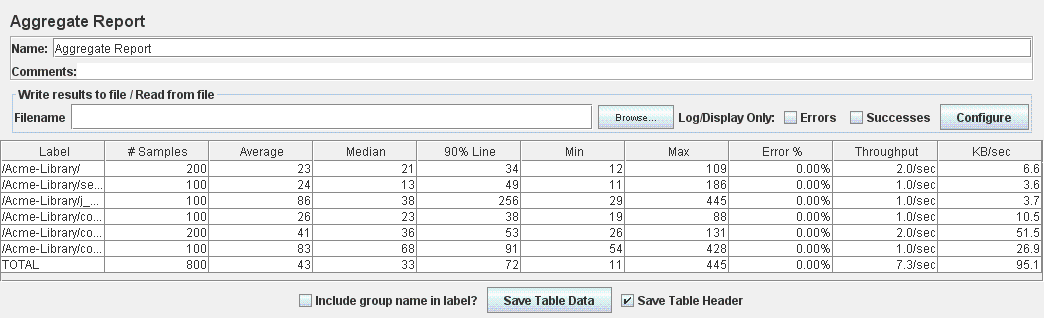 Aggregate Report
Name: Aggregate Report
Comments:
Write results to file / Read from file
Filename Browse... Log/Display Only: Errors Successes Configure
Label # Samples Average Median 90% Line Min Max Error % Throughput KB/sec
/Acme-Library/ 200 23 21 34 12 109 0.00% 2.0/sec 6.6
/Acme-Library/se... 100 24 13 49 11 186 0.00% 1.0/sec 3.6
/Acme-Library/j_... 100 86 38 256 29 445 0.00% 1.0/sec 3.7
/Acme-Library/co... 100 26 23 38 19 88 0.00% 1.0/sec 10.5
/Acme-Library/co... 200 41 36 53 26 131 0.00% 2.0/sec 51.5
/Acme-Library/co... 100 83 68 91 54 428 0.00% 1.0/sec 26.9
TOTAL 800 43 33 72 11 445 0.00% 7.3/sec 95.1
Include group name in label? Save Table Data Save Table Header